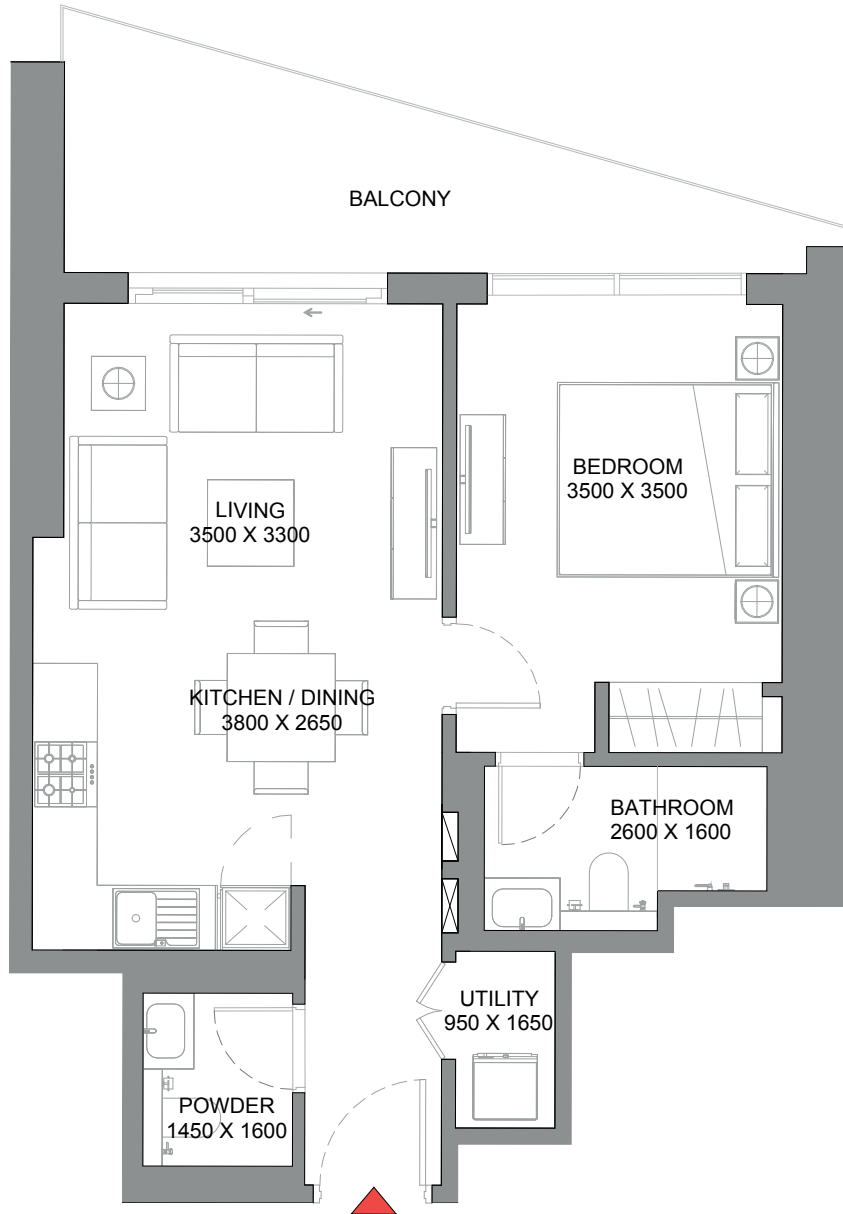 BALCONY
BEDROOM
3500 X 3500
LIVING
3500 X 3300
KITCHEN / DINING
3800 X 2650
BATHROOM
2600 X 1600
UTILITY
950 X 1650
POWDER
1450 X 1600